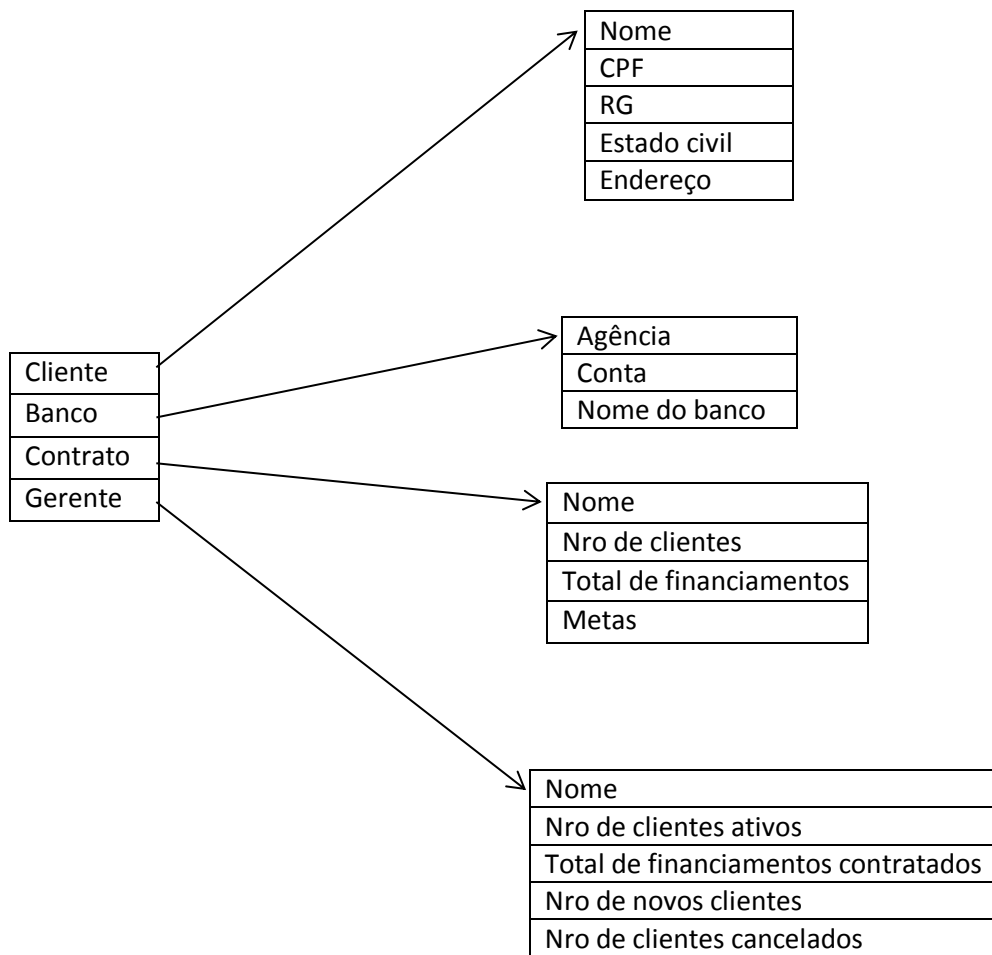 Nome
CPF
RG
Estado civil
Endereço
Agência
Conta
Nome do banco
Cliente
Banco
Contrato
Gerente
Nome
Nro de clientes
Total de financiamentos
Metas
Nome
Nro de clientes ativos
Total de financiamentos contratados
Nro de novos clientes
Nro de clientes cancelados